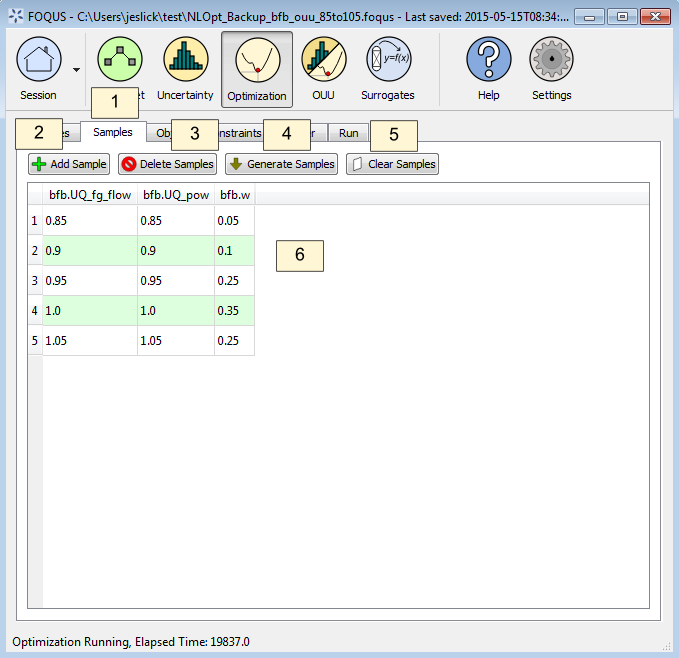 FOQUS - C:\Users\jeslick\test\NLOpt_Backup_bfb_ouu_85to105.foqus - Last saved: 2015-05-15T08:34:...
y=f(x)
Session Uncertainty Optimization OUU Surrogates Help Settings
1
2 Samples 3 4 Run 5
Add Sample Delete Samples Generate Samples Clear Samples
bfb.UQ_fg_flow bfb.UQ_pow bfb.w
1 0.85 0.85 0.05
2 0.9 0.9 0.1
6
3 0.95 0.95 0.25
4 1.0 1.0 0.35
5 1.05 1.05 0.25
Optimization Running, Elapsed Time: 19837.0